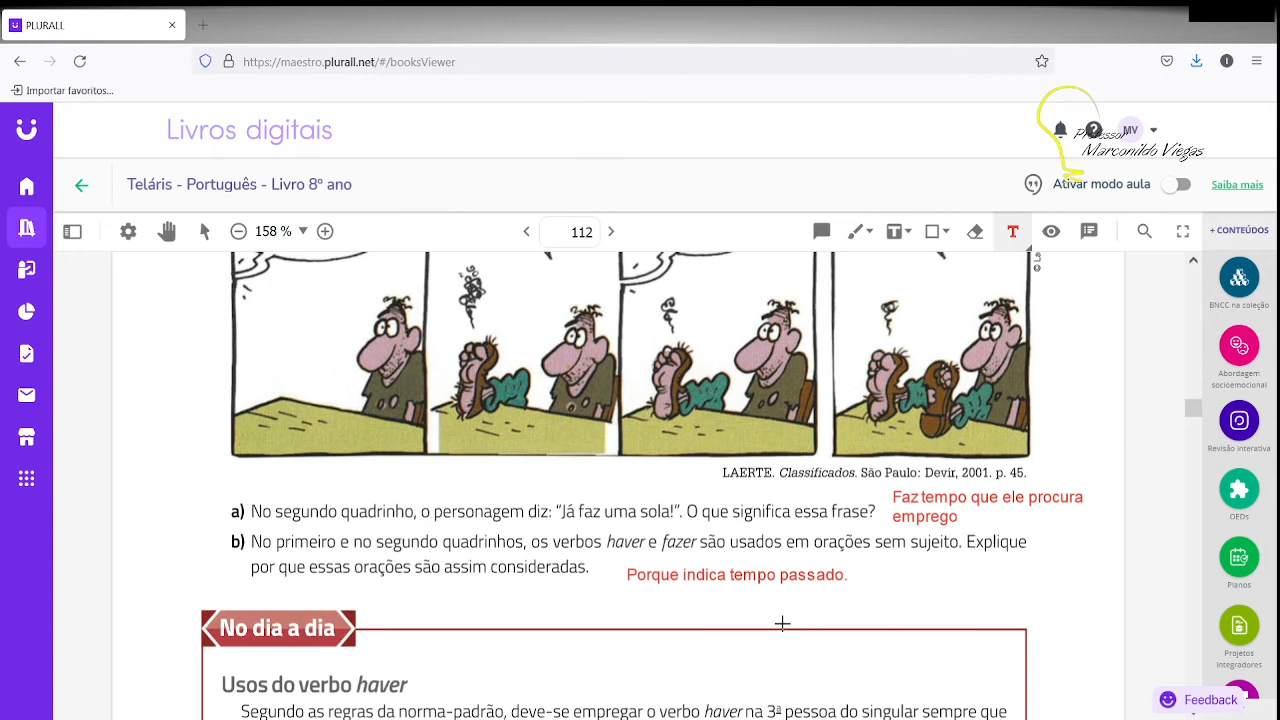 PLURALL
https://maestro.plurall.net/#/booksViewer
Importar favoritos...
Livros digitais
MV
Professor
Marconildo Viegas
Teláris - Português - Livro 8º ano
Ativar modo aula
Saiba mais
158 %
112
T
T
+ CONTEÚDOS
BNCC na coleção
Abordagem
socioemocional
Revisão interativa
OEDs
Planos
Projetos
integradores
LAERTE. Classificados. São Paulo: Devir, 2001. p. 45.
a) No segundo quadrinho, o personagem diz: “Já faz uma sola!”. O que significa essa frase?
Faz tempo que ele procura
emprego
b) No primeiro e no segundo quadrinhos, os verbos haver e fazer são usados em orações sem sujeito. Explique
por que essas orações são assim consideradas.
Porque indica tempo passado.
No dia a dia
Usos do verbo haver
Segundo as regras da norma-padrão, deve-se empregar o verbo haver na 3ª pessoa do singular sempre que
Feedback